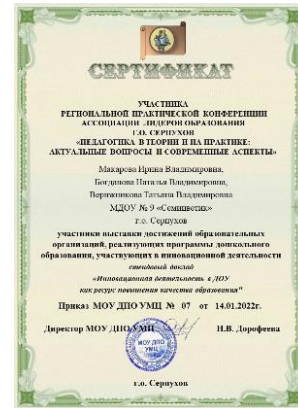 СЕРТИФИКАТ
УЧАСТНИКА
РЕГИОНАЛЬНОЙ ПРАКТИЧЕСКОЙ КОНФЕРЕНЦИИ
АССОЦИАЦИИ ЛИДЕРОВ ОБРАЗОВАНИЯ
Г.О. СЕРПУХОВ
«ПЕДАГОГИКА В ТЕОРИИ И НА ПРАКТИКЕ:
АКТУАЛЬНЫЕ ВОПРОСЫ И СОВРЕМЕННЫЕ АСПЕКТЫ»
Макарова Ирина Владимировна,
Богданова Наталья Владимировна,
Татьяна Владимировна
МДОУ № 9 «Семицветик»
г.о. Серпухов
участники выставки достижений образовательных
организаций, реализующих программы дошкольного
образования, участвующих в инновационной деятельности
стендовый доклад
«Инновационная деятельность в ДОУ
как ресурс повышения качества образования"
Приказ МОУ ДПО УМЦ № 07 от 14.01.2022г.
Директор МОУ ДПО УМЦ Н.В. Дорофеева
МОУ ДПО
УМЦ
г.о. Серпухов